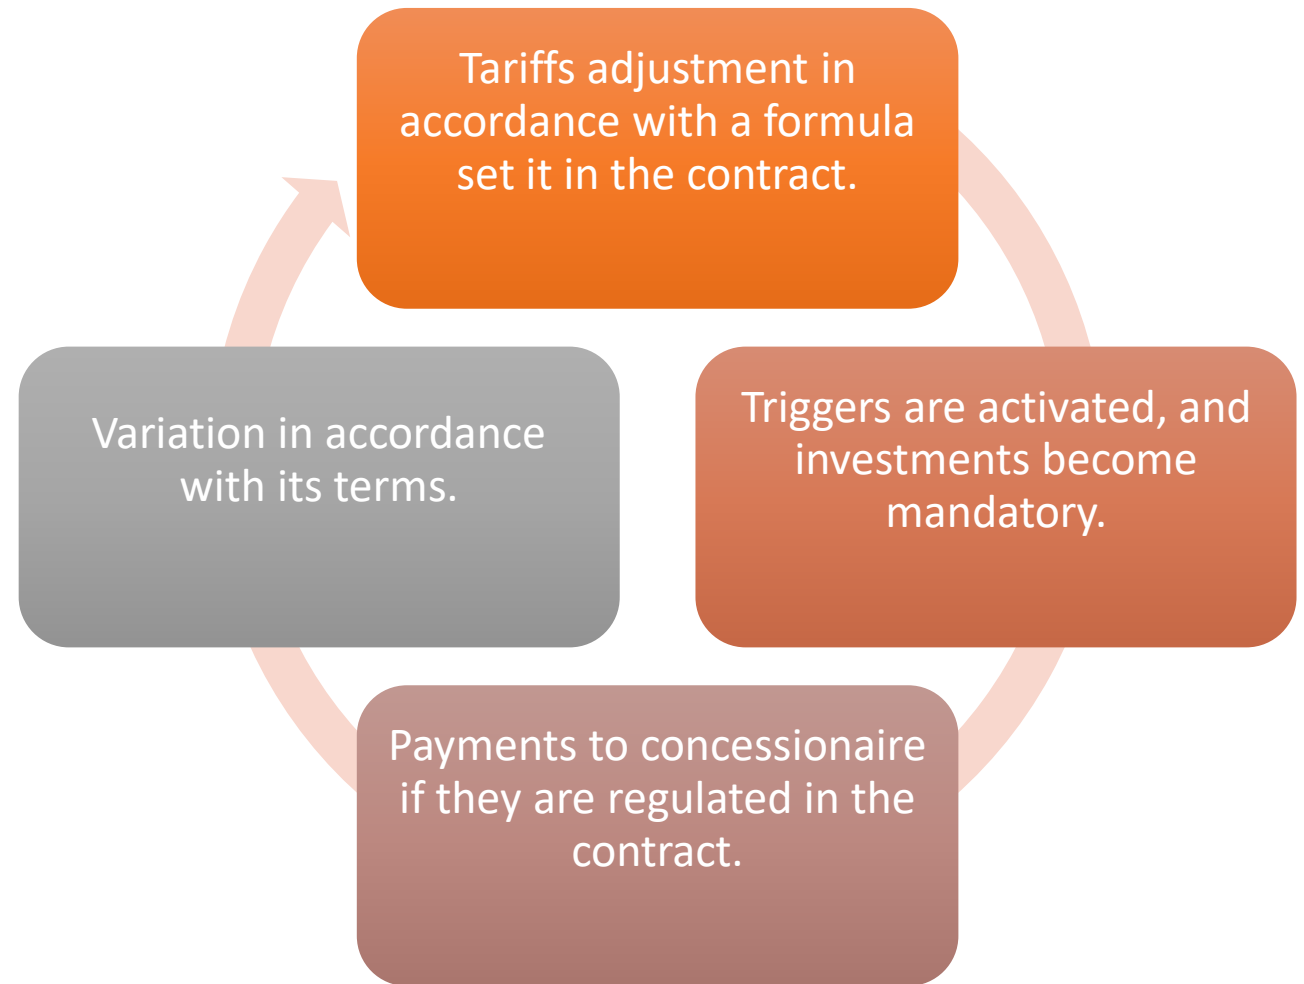 Tariffs adjustment in
accordance with a formula
set it in the contract.
Triggers are activated, and
investments become
mandatory.
Payments to concessionaire
if they are regulated in the
contract.
Variation in accordance
with its terms.